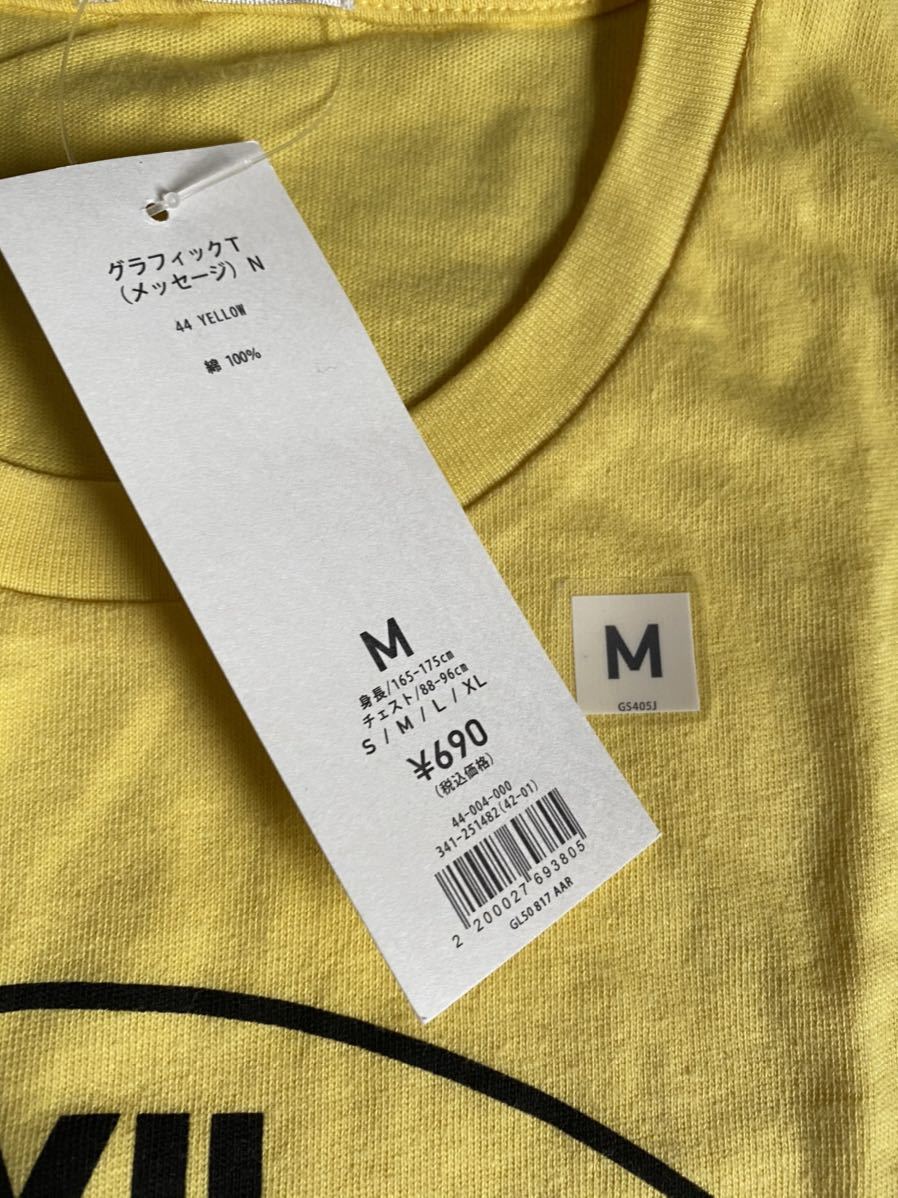 グラフィックT
(メッセージ) N
44 YELLOW
綿 100%
M
身長/165-175cm
チェスト/88-96cm
S / M / L / XL
¥690
(税込価格)
44-004-000
341-251482(42-01)
2 200027 693805
GL50 817 AAR
M
GS405J